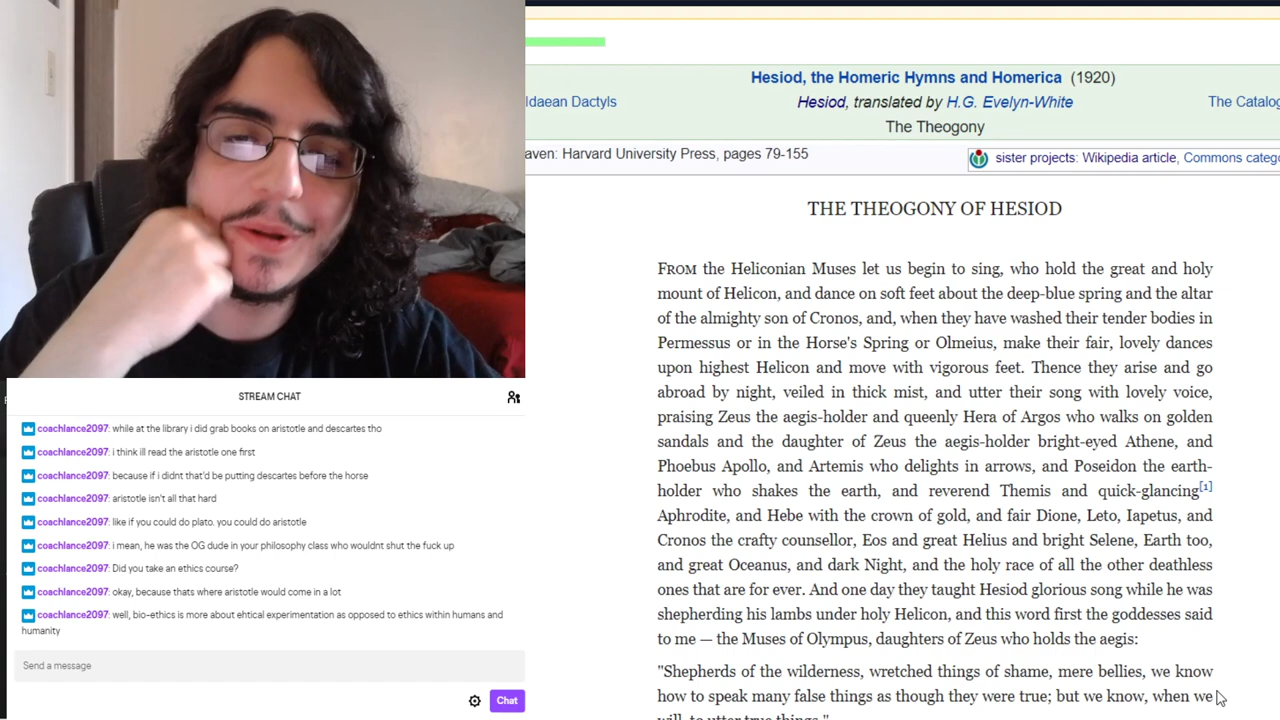 Hesiod, the Homeric Hymns and Homerica (1920)
Idaean Dactyls
Hesiod, translated by H.G. Evelyn-White
The Catalog
The Theogony
aven: Harvard University Press, pages 79-155
sister projects: Wikipedia article, Commons catego
THE THEOGONY OF HESIOD
FROM the Heliconian Muses let us begin to sing, who hold the great and holy
mount of Helicon, and dance on soft feet about the deep-blue spring and the altar
of the almighty son of Cronos, and, when they have washed their tender bodies in
Permessus or in the Horse's Spring or Olmeius, make their fair, lovely dances
upon highest Helicon and move with vigorous feet. Thence they arise and go
abroad by night, veiled in thick mist, and utter their song with lovely voice,
praising Zeus the aegis-holder and queenly Hera of Argos who walks on golden
sandals and the daughter of Zeus the aegis-holder bright-eyed Athene, and
Phoebus Apollo, and Artemis who delights in arrows, and Poseidon the earth-
holder who shakes the earth, and reverend Themis and quick-glancing[1]
Aphrodite, and Hebe with the crown of gold, and fair Dione, Leto, Iapetus, and
Cronos the crafty counsellor, Eos and great Helius and bright Selene, Earth too,
and great Oceanus, and dark Night, and the holy race of all the other deathless
ones that are for ever. And one day they taught Hesiod glorious song while he was
shepherding his lambs under holy Helicon, and this word first the goddesses said
to me — the Muses of Olympus, daughters of Zeus who holds the aegis:
"Shepherds of the wilderness, wretched things of shame, mere bellies, we know
how to speak many false things as though they were true; but we know, when we
will, to utter true things."
STREAM CHAT
coachlance2097: while at the library i did grab books on aristotle and descartes tho
coachlance2097: i think ill read the aristotle one first
coachlance2097: because if i didnt that'd be putting descartes before the horse
coachlance2097: aristotle isn't all that hard
coachlance2097: like if you could do plato. you could do aristotle
coachlance2097: i mean, he was the OG dude in your philosophy class who wouldnt shut the fuck up
coachlance2097: Did you take an ethics course?
coachlance2097: okay, because thats where aristotle would come in a lot
coachlance2097: well, bio-ethics is more about ehtical experimentation as opposed to ethics within humans and
humanity
Send a message
Chat